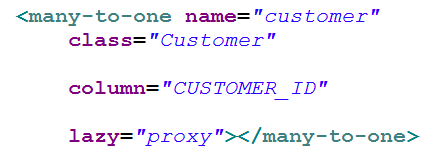 <many-to-one name="customer"
class="Customer"
column="CUSTOMER_ID"
lazy="proxy"></many-to-one>